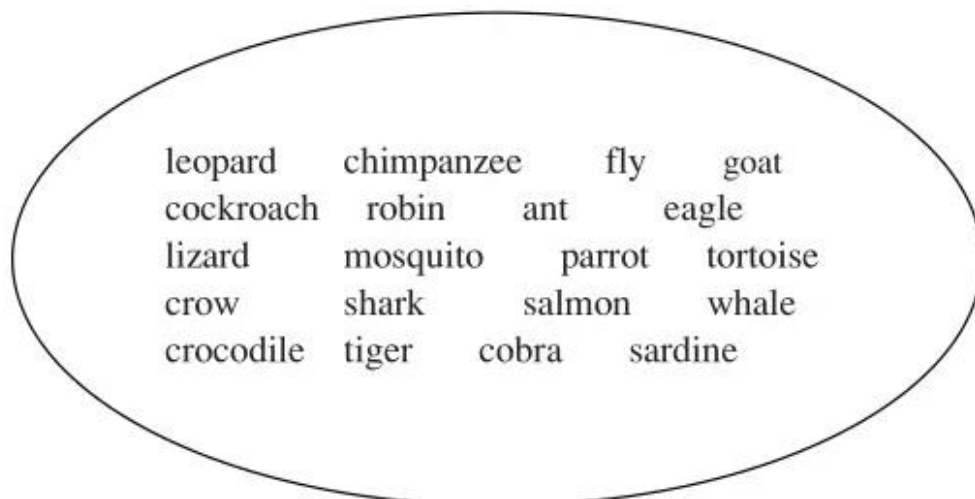 leopard chimpanzee fly goat
cockroach robin ant eagle
lizard mosquito parrot tortoise
crow shark salmon whale
crocodile tiger cobra sardine